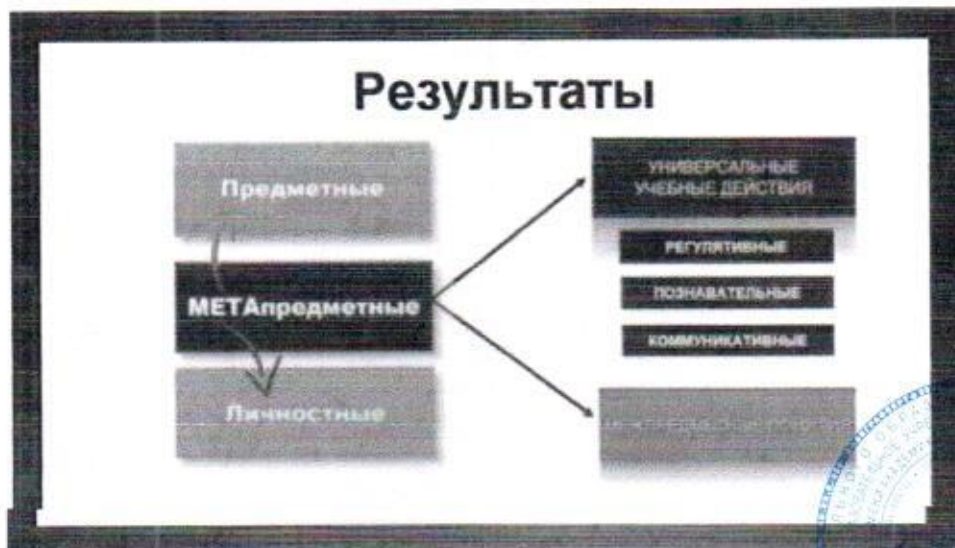 Результаты
Предметные
МЕТАпредметные
Личностные
УНИВЕРСАЛЬНЫЕ
УЧЕБНЫЕ ДЕЙСТВИЯ
РЕГУЛЯТИВНЫЕ
ПОЗНАВАТЕЛЬНЫЕ
КОММУНИКАТИВНЫЕ